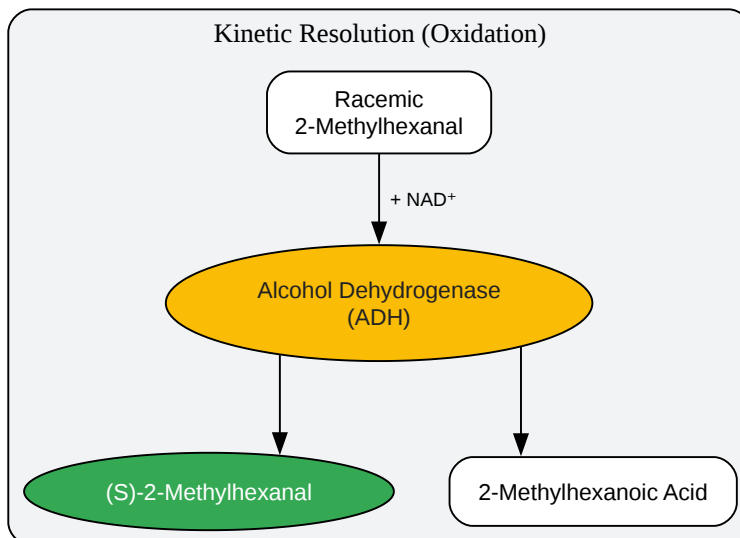 Kinetic Resolution (Oxidation)
Racemic
2-Methylhexanal
+ NAD⁺
Alcohol Dehydrogenase
(ADH)
(S)-2-Methylhexanal
2-Methylhexanoic Acid